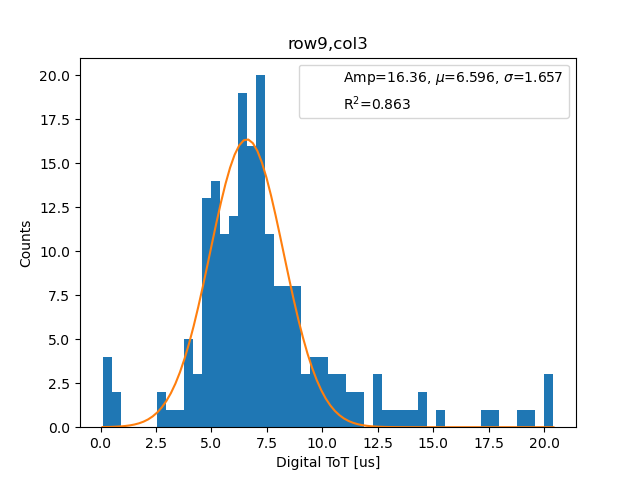 row9,col3
Amp=16.36, μ=6.596, σ=1.657
R²=0.863
20.0
17.5
15.0
12.5
10.0
7.5
5.0
2.5
0.0
Counts
0.0 2.5 5.0 7.5 10.0 12.5 15.0 17.5 20.0
Digital ToT [us]